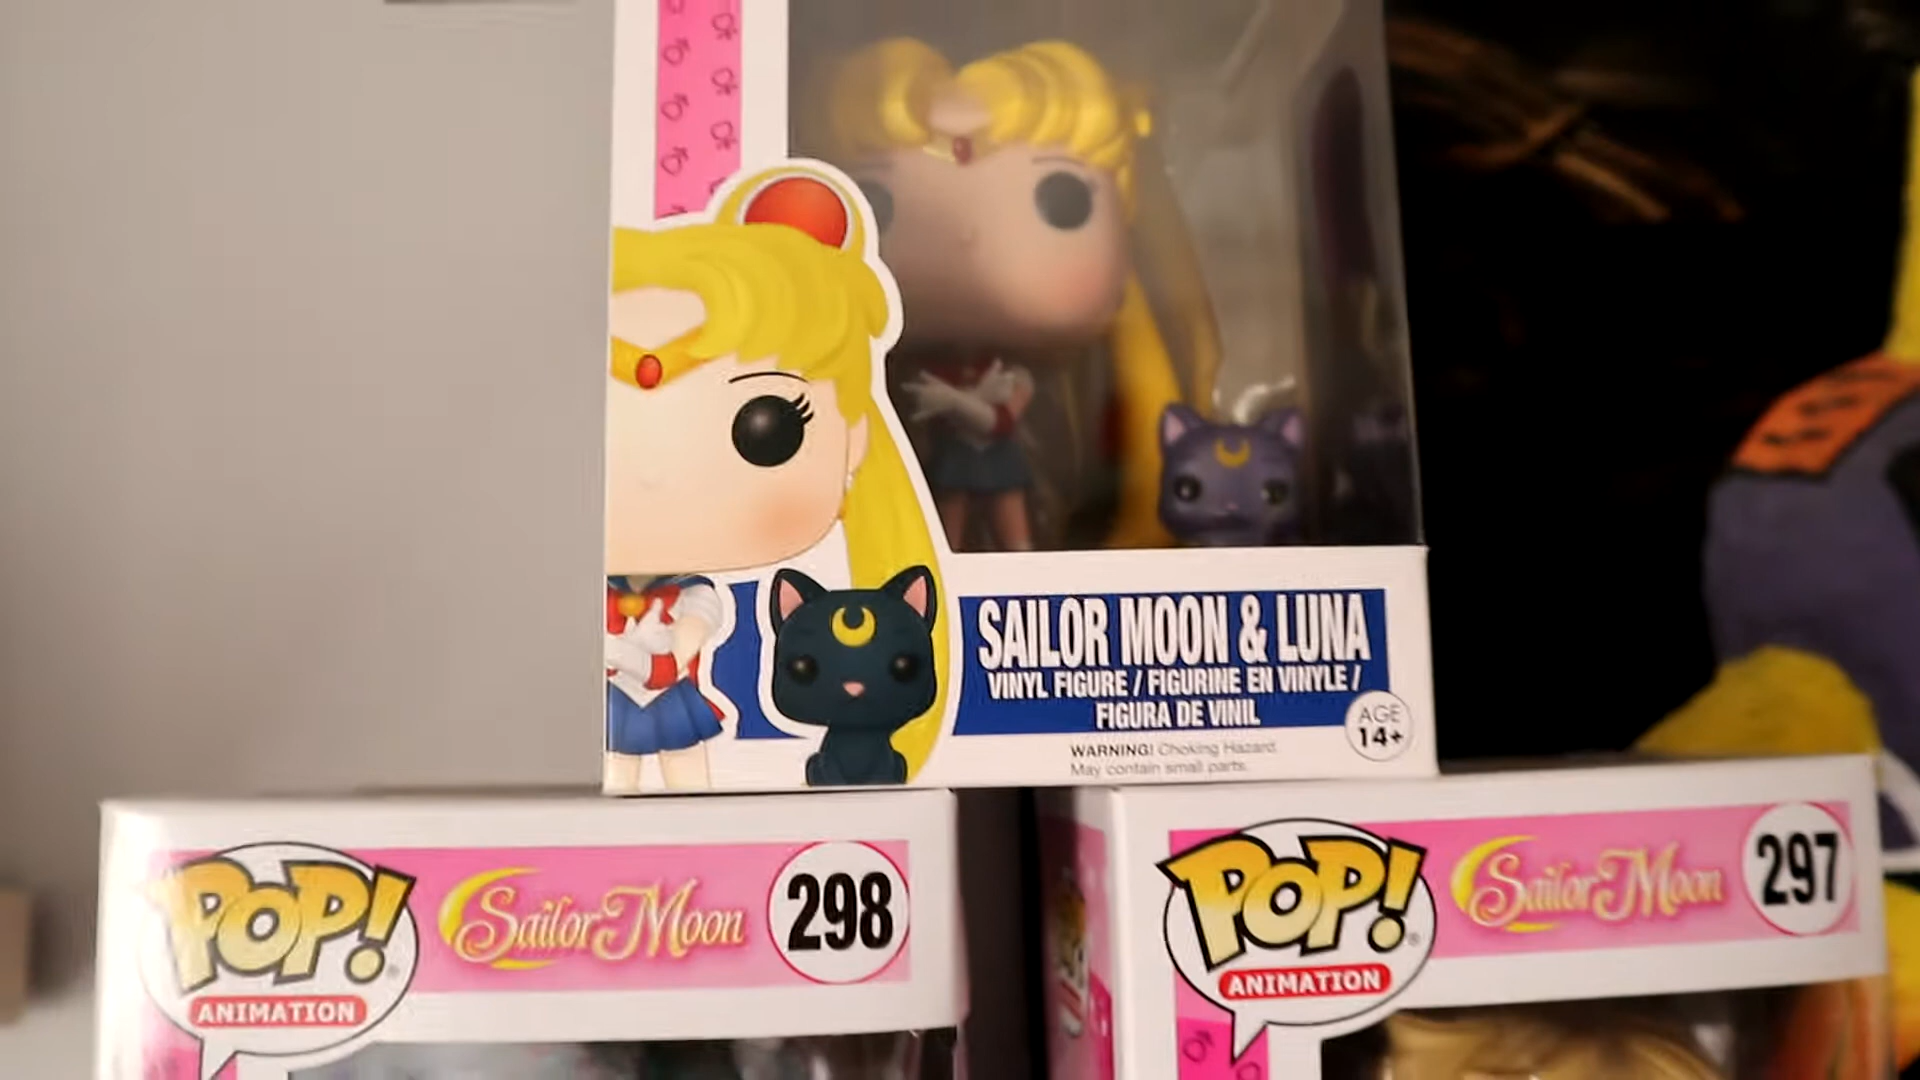 SAILOR MOON & LUNA
VINYL FIGURE / FIGURINE EN VINYLE /
FIGURA DE VINIL
AGE
14+
WARNING! Choking Hazard.
May contain small parts.
POP!
ANIMATION
Sailor Moon
298
POP!
ANIMATION
Sailor Moon
297